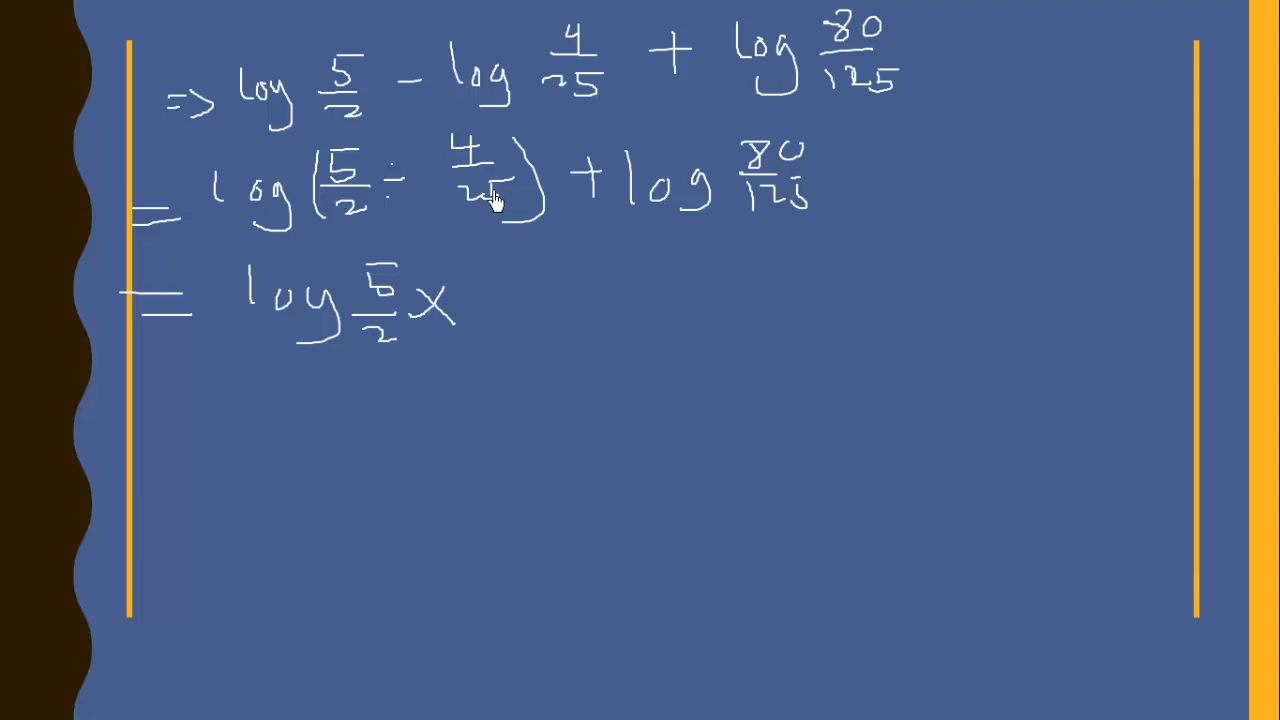 => log 5/2 - log 4/25 + log 80/125
= log (5/2 ÷ 4/25) + log 80/125
= log 5/2 x